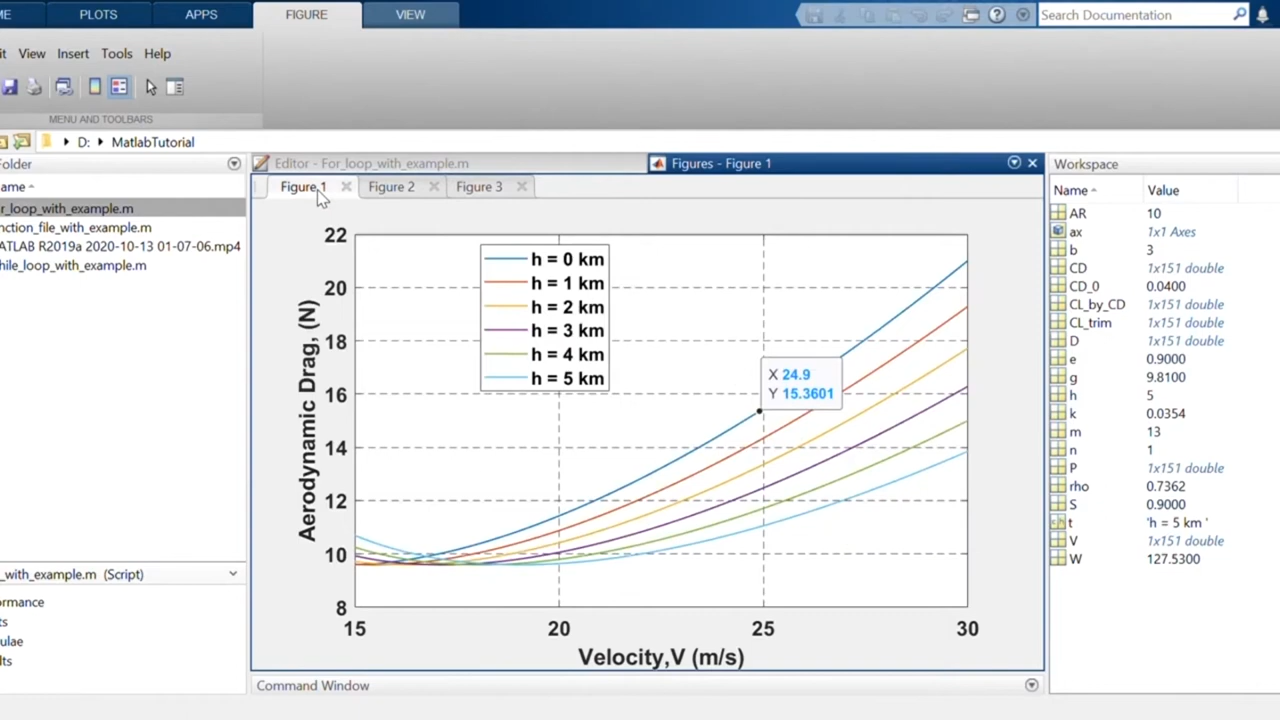 ME PLOTS APPS FIGURE VIEW Search Documentation
it View Insert Tools Help
MENU AND TOOLBARS
D: MatlabTutorial
Folder
Editor - For_loop_with_example.m
Figures - Figure 1
Workspace
ame
Figure 1 Figure 2 Figure 3
Name Value
r_loop_with_example.m
nction_file_with_example.m
ATLAB R2019a 2020-10-13 01-07-06.mp4
hile_loop_with_example.m
_with_example.m (Script)
ormance
ts
ulae
lts
22
20
18
16
14
12
10
8
15 20 25 30
Aerodynamic Drag, (N)
Velocity,V (m/s)
h = 0 km
h = 1 km
h = 2 km
h = 3 km
h = 4 km
h = 5 km
X 24.9
Y 15.3601
Command Window
AR 10
ax 1x1 Axes
b 3
CD 1x151 double
CD_0 0.0400
CL_by_CD 1x151 double
CL_trim 1x151 double
D 1x151 double
e 0.9000
g 9.8100
h 5
k 0.0354
m 13
n 1
P 1x151 double
rho 0.7362
S 0.9000
t 'h = 5 km '
V 1x151 double
W 127.5300